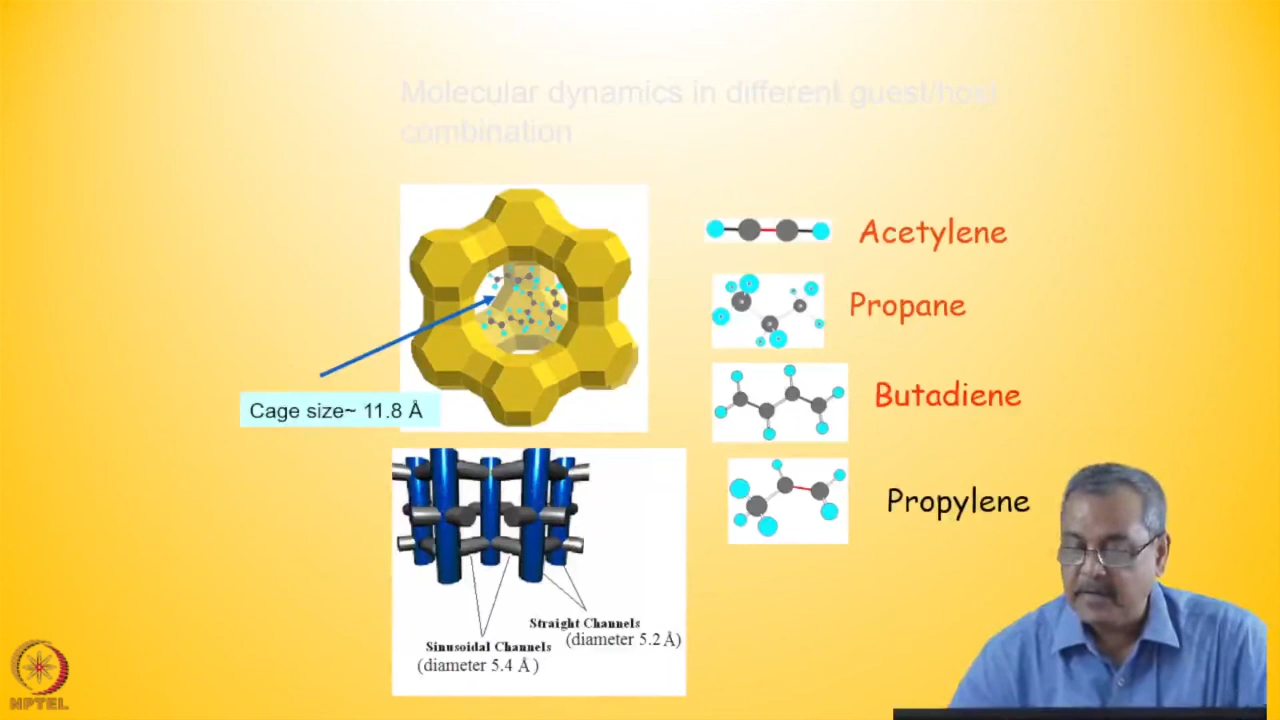 Molecular dynamics in different guest/host
combination
Acetylene
Propane
Cage size~ 11.8 Å
Butadiene
Propylene
Straight Channels
(diameter 5.2 Å)
Sinusoidal Channels
(diameter 5.4 Å)
NPTEL